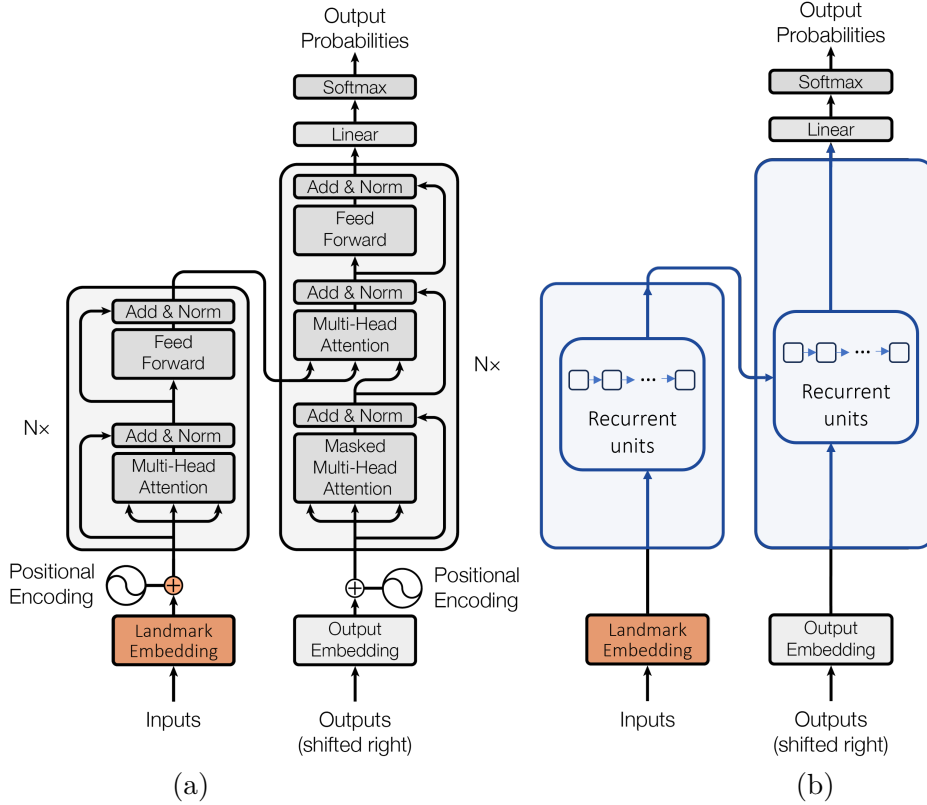 Output
Probabilities
Softmax
Linear
Add & Norm
Feed
Forward
Add & Norm
Multi-Head
Attention
Add & Norm
Masked
Multi-Head
Attention
N×
Add & Norm
Feed
Forward
Add & Norm
Multi-Head
Attention
N×
Positional
Encoding
Positional
Encoding
Landmark
Embedding
Output
Embedding
Inputs
Outputs
(shifted right)
(a)
Output
Probabilities
Softmax
Linear
Recurrent
units
Recurrent
units
Landmark
Embedding
Output
Embedding
Inputs
Outputs
(shifted right)
(b)